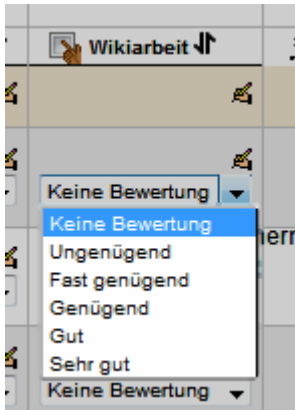 Wikiarbeit
Keine Bewertung
Keine Bewertung
Ungenügend
Fast genügend
Genügend
Gut
Sehr gut
Keine Bewertung